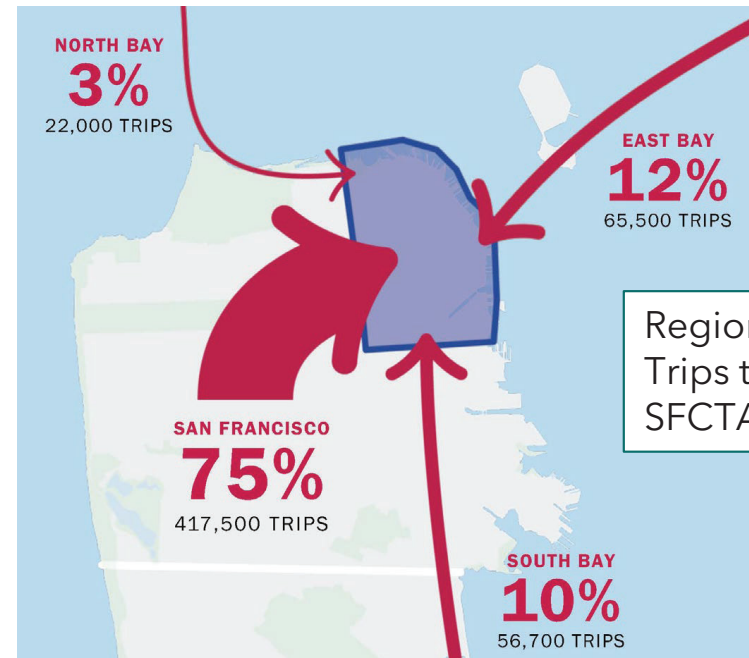 NORTH BAY
3%
22,000 TRIPS
EAST BAY
12%
65,500 TRIPS
Trips
SAN FRANCISCO
75%
417,500 TRIPS
SOUTH BAY
10%
56,700 TRIPS